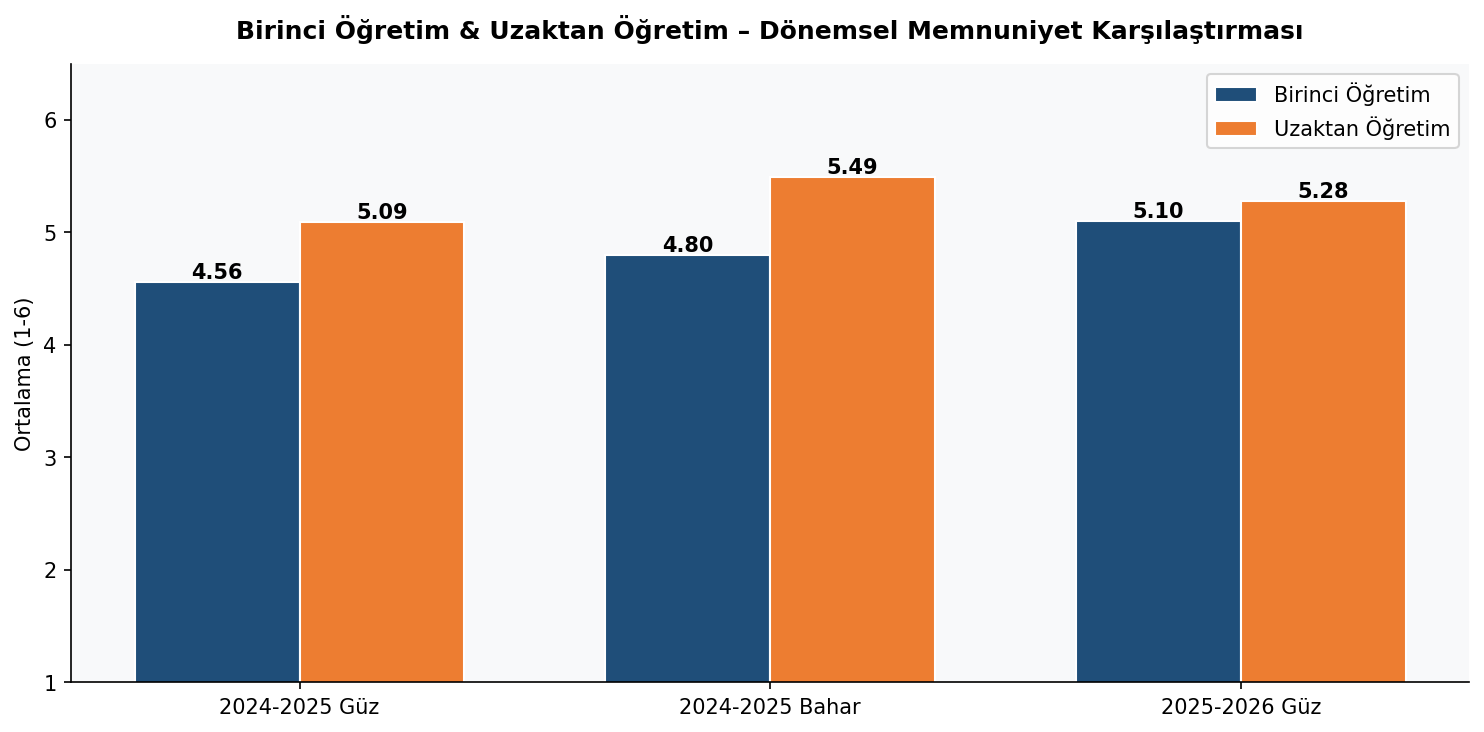 Birinci Öğretim & Uzaktan Öğretim – Dönemsel Memnuniyet Karşılaştırması
Birinci Öğretim
Uzaktan Öğretim
Ortalama (1-6)
6
5
4
3
2
1
4.56
5.09
4.80
5.49
5.10
5.28
2024-2025 Güz
2024-2025 Bahar
2025-2026 Güz